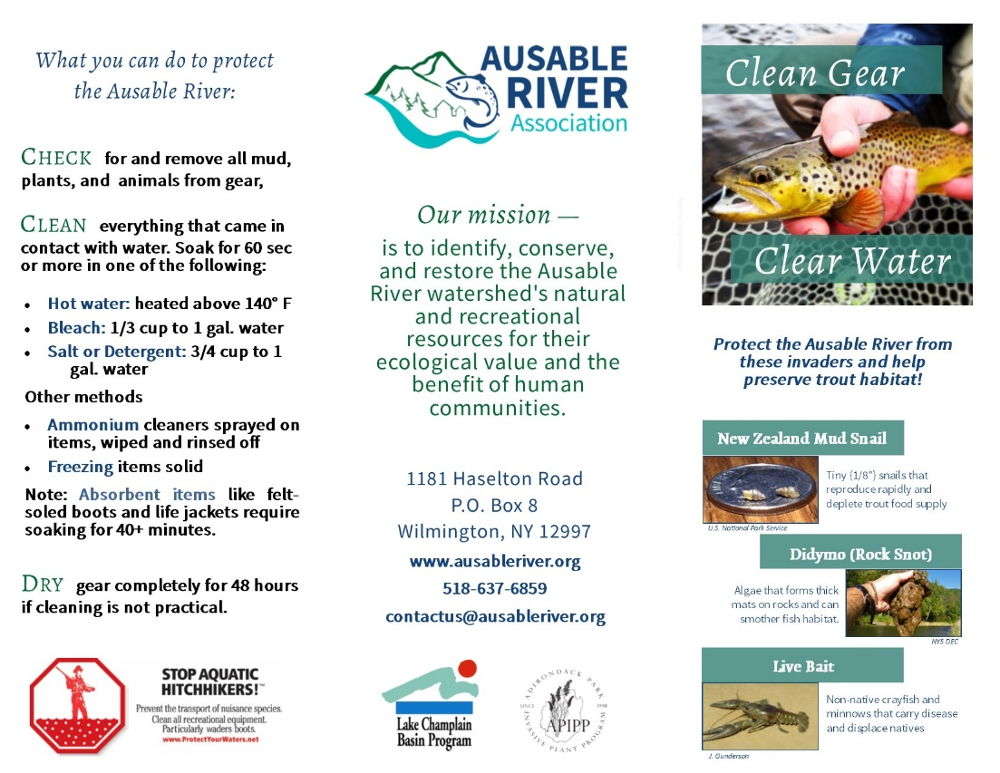 What you can do to protect
the Ausable River:
CHECK for and remove all mud,
plants, and animals from gear,
CLEAN everything that came in
contact with water. Soak for 60 sec
or more in one of the following:
• Hot water: heated above 140° F
• Bleach: 1/3 cup to 1 gal. water
• Salt or Detergent: 3/4 cup to 1
gal. water
Other methods
• Ammonium cleaners sprayed on
items, wiped and rinsed off
• Freezing items solid
Note: Absorbent items like felt-
soled boots and life jackets require
soaking for 40+ minutes.
DRY gear completely for 48 hours
if cleaning is not practical.
STOP AQUATIC
HITCHHIKERS!™
Prevent the transport of nuisance species.
Clean all recreational equipment.
Particularly waders boots.
www.ProtectYourWaters.net
AUSABLE
RIVER
Association
Our mission —
is to identify, conserve,
and restore the Ausable
River watershed's natural
and recreational
resources for their
ecological value and the
benefit of human
communities.
1181 Haselton Road
P.O. Box 8
Wilmington, NY 12997
www.ausableriver.org
518-637-6859
contactus@ausableriver.org
Lake Champlain
Basin Program
ADIRONDACK PARK
SINCE 1998
APIPP
INVASIVE PLANT PROGRAM
Clean Gear
Clear Water
Protect the Ausable River from
these invaders and help
preserve trout habitat!
New Zealand Mud Snail
Tiny (1/8") snails that
reproduce rapidly and
deplete trout food supply
U.S. National Park Service
Didymo (Rock Snot)
Algae that forms thick
mats on rocks and can
smother fish habitat.
NYS DEC
Live Bait
Non-native crayfish and
minnows that carry disease
and displace natives
J. Gunderson